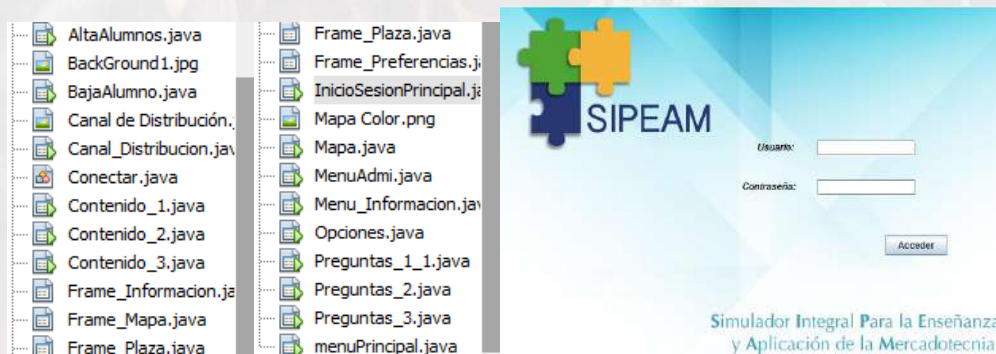 AltaAlumnos.java
BackGround1.jpg
BajaAlumno.java
Canal de Distribución.
Canal_Distribucion.jav
Conectar.java
Contenido_1.java
Contenido_2.java
Contenido_3.java
Frame_Informacion.ja
Frame_Mapa.java
Frame_Plaza.java
Frame_Plaza.java
Frame_Preferencias.ja
InicioSesionPrincipal.ja
Mapa Color.png
Mapa.java
MenuAdmi.java
Menu_Informacion.jav
Opciones.java
Preguntas_1_1.java
Preguntas_2.java
Preguntas_3.java
menuPrincipal.java
SIPEAM
Usuario:
Contraseña:
Acceder
Simulador Integral Para la Enseñanza
y Aplicación de la Mercadotecnia